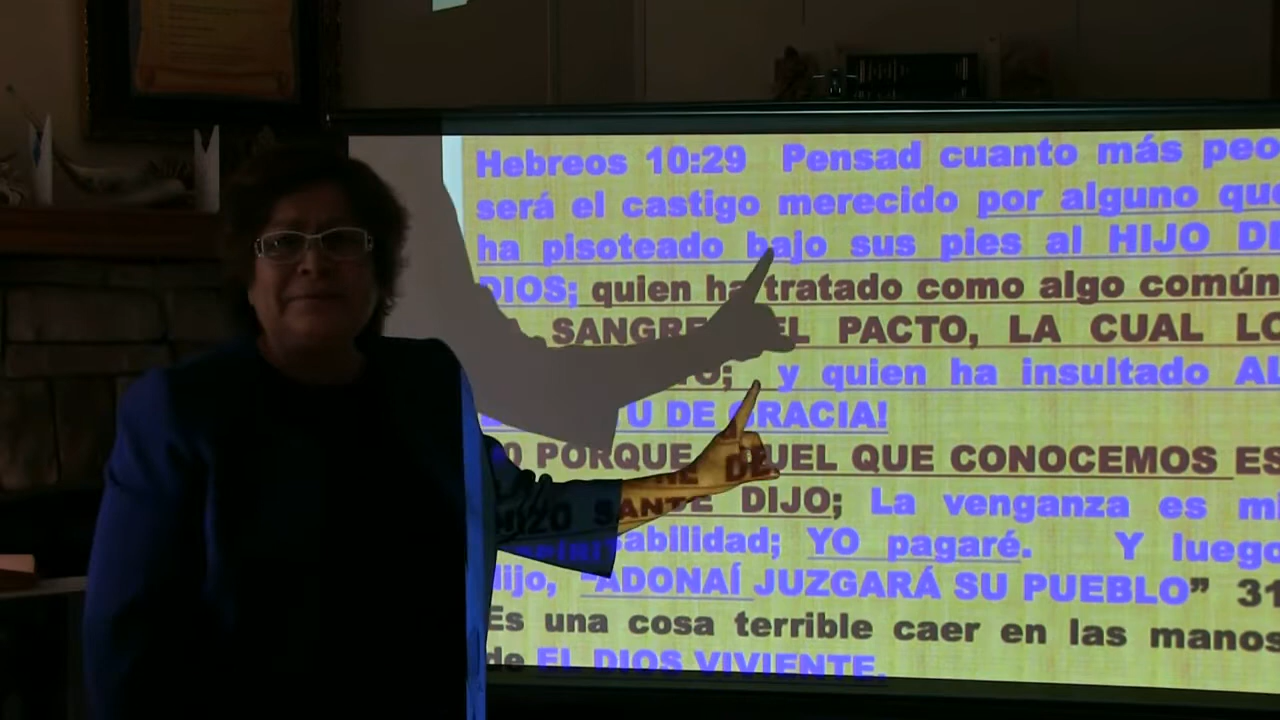 Hebreos 10:29 Pensad cuanto más peo
será el castigo merecido por alguno que
ha pisoteado bajo sus pies al HIJO DE
DIOS; quien ha tratado como algo común
SANGRE DEL PACTO, LA CUAL LO
y quien ha insultado AL
U DE GRACIA!
PORQUE AQUEL QUE CONOCEMOS ES
DIJO; La venganza es mi
sabilidad; YO pagaré. Y luego
dijo, “ADONAÍ JUZGARÁ SU PUEBLO” 31
Es una cosa terrible caer en las manos
de EL DIOS VIVIENTE.